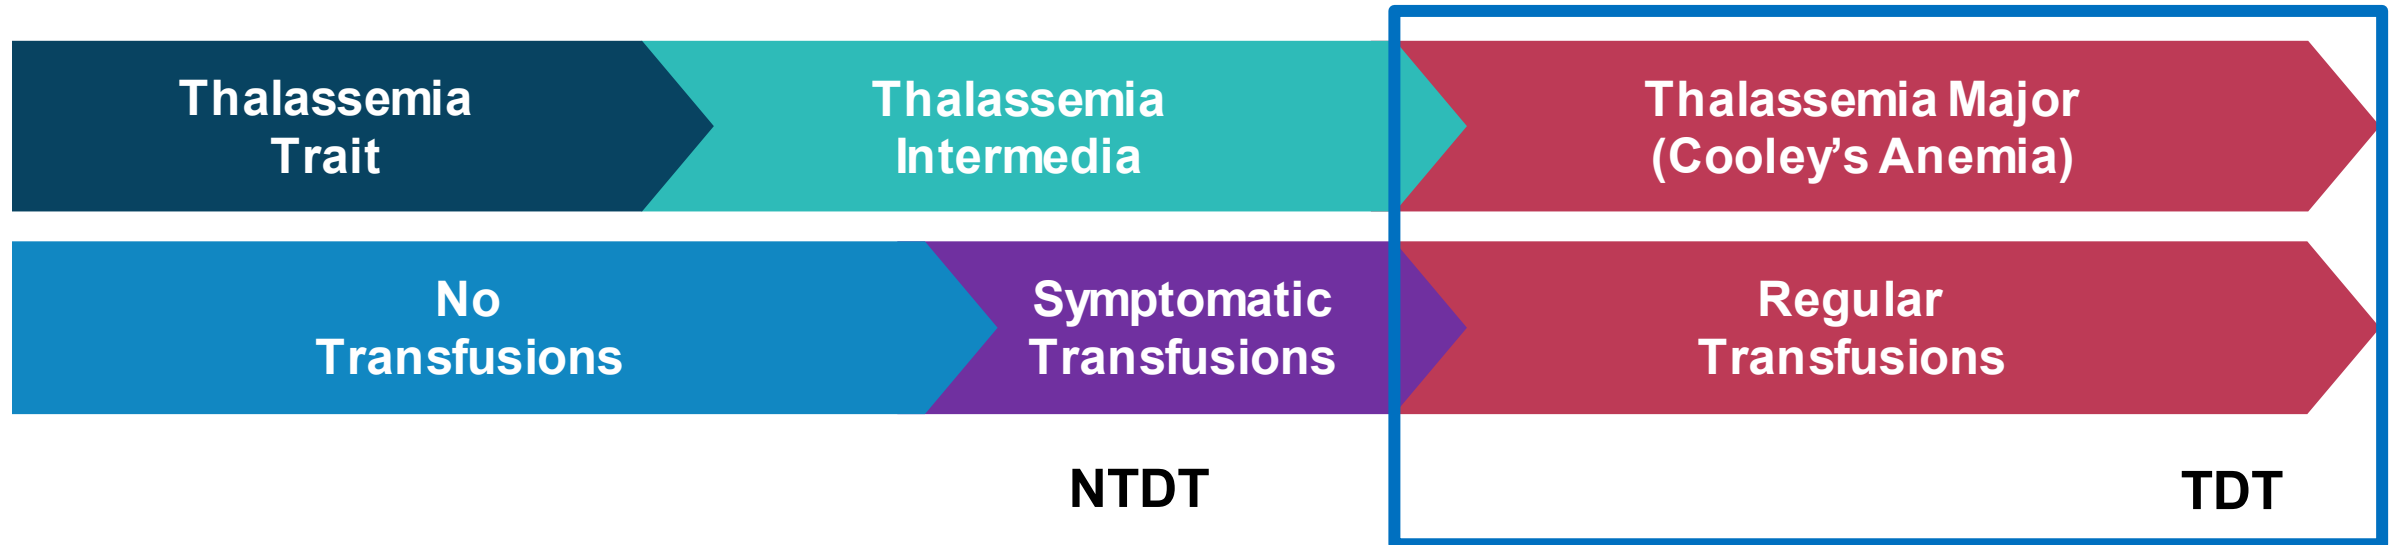 Thalassemia
Trait
Thalassemia
Intermedia
Thalassemia Major
(Cooley’s Anemia)
No
Transfusions
Symptomatic
Transfusions
Regular
Transfusions
NTDT
TDT